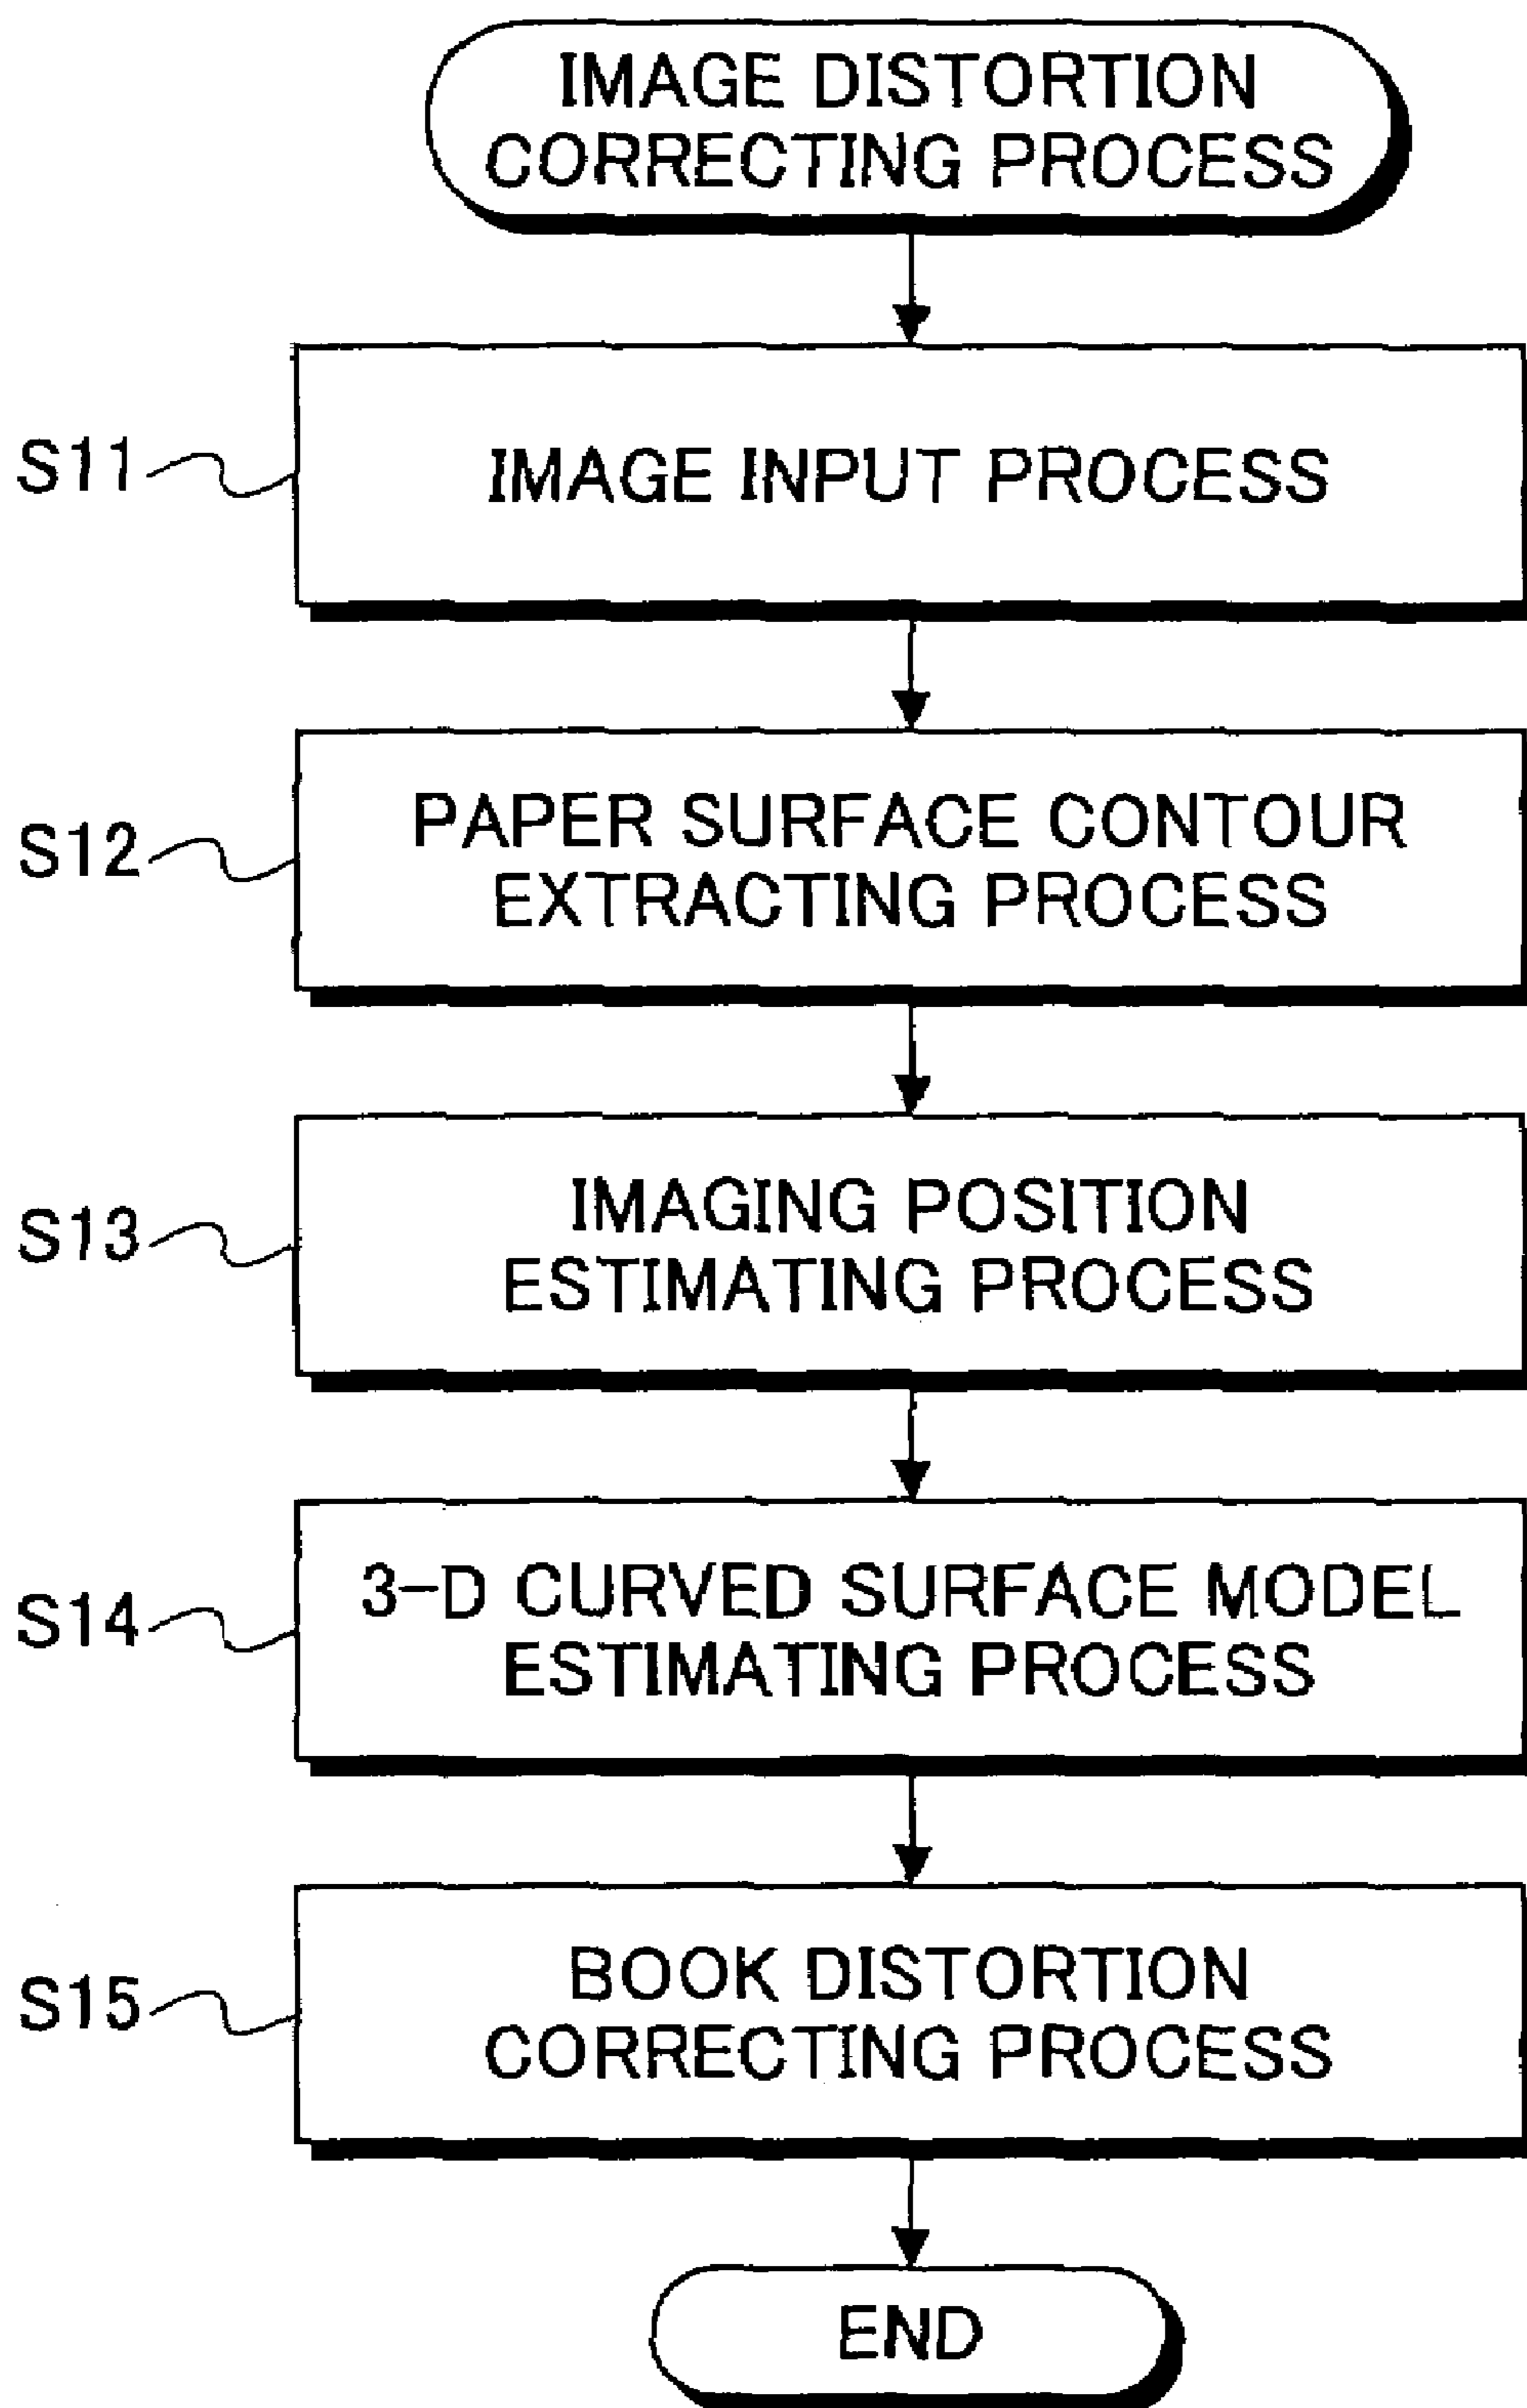 IMAGE DISTORTION
CORRECTING PROCESS
S11
IMAGE INPUT PROCESS
S12
PAPER SURFACE CONTOUR
EXTRACTING PROCESS
S13
IMAGING POSITION
ESTIMATING PROCESS
S14
3-D CURVED SURFACE MODEL
ESTIMATING PROCESS
S15
BOOK DISTORTION
CORRECTING PROCESS
END